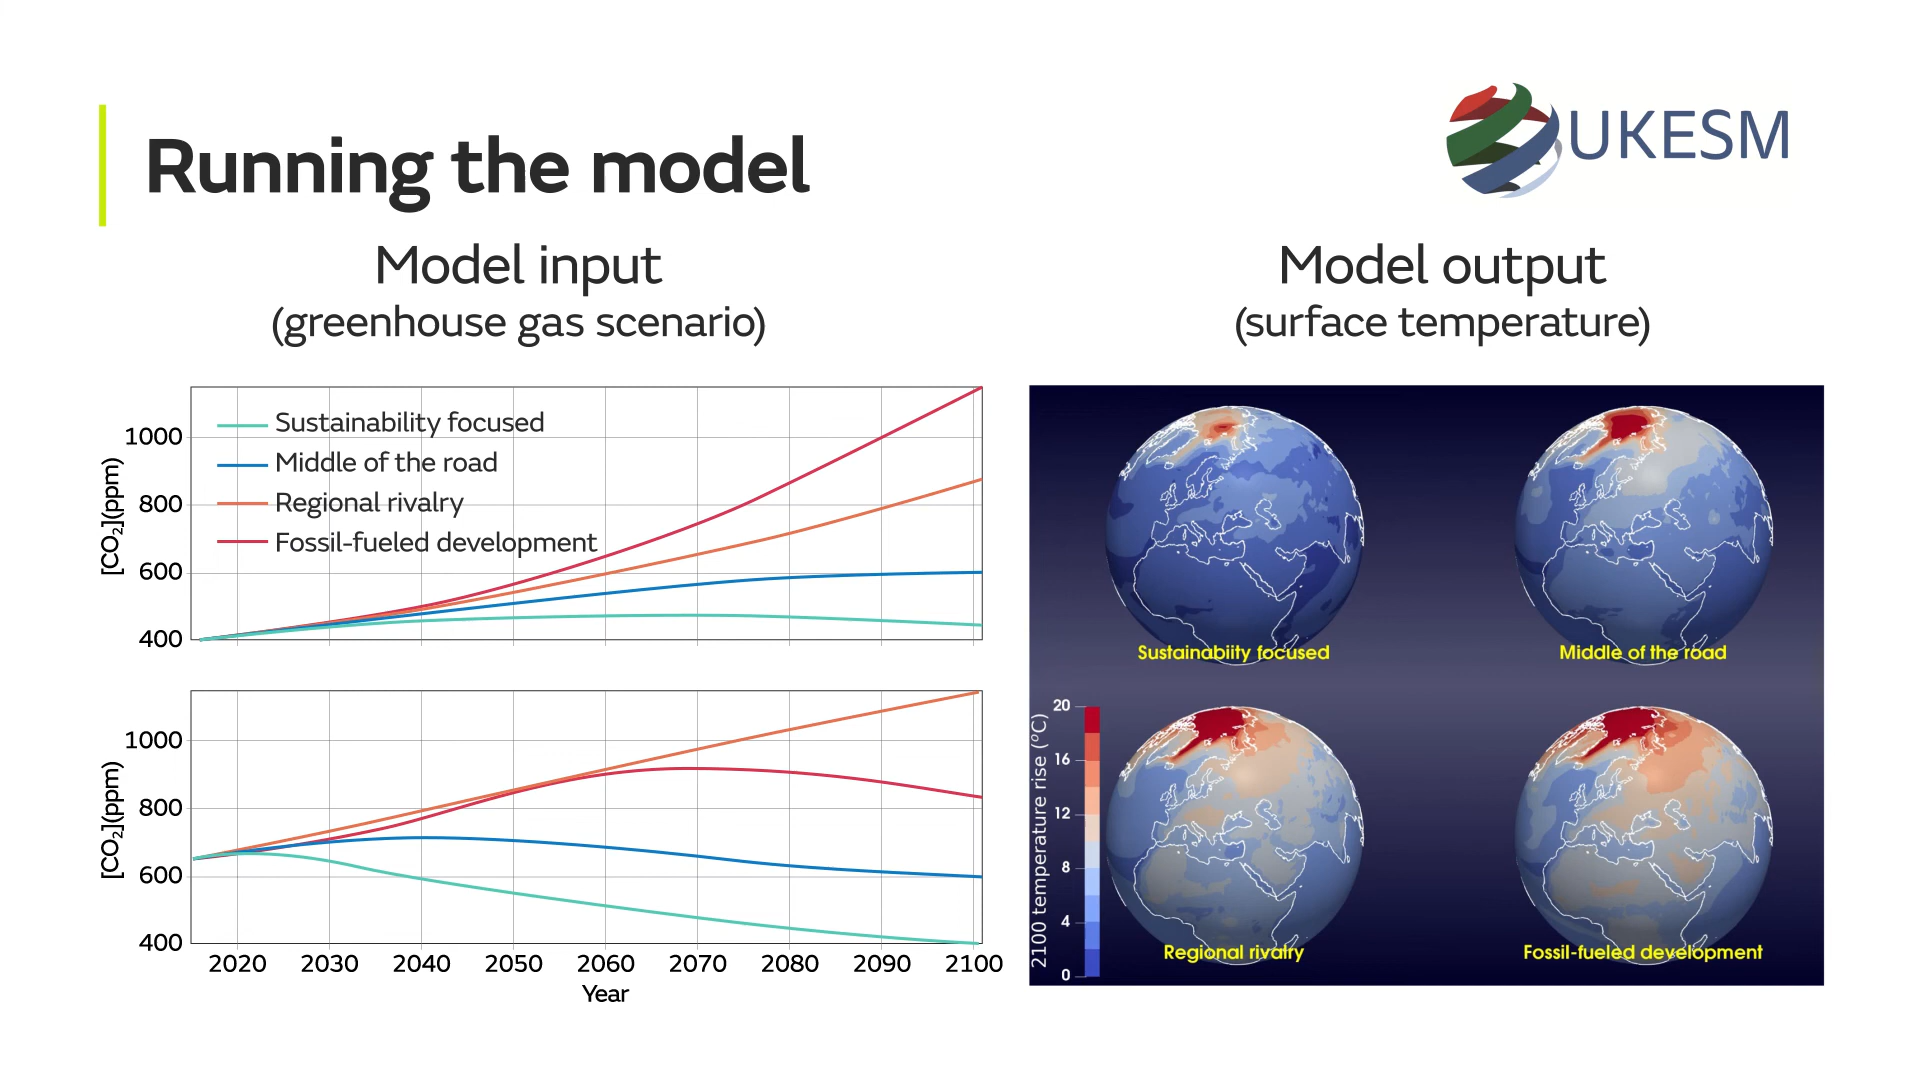 Running the model
UKESM
Model input
(greenhouse gas scenario)
Model output
(surface temperature)
[CO₂](ppm)
1000
800
600
400
Sustainability focused
Middle of the road
Regional rivalry
Fossil-fueled development
[CO₂](ppm)
1000
800
600
400
2020 2030 2040 2050 2060 2070 2080 2090 2100
Year
Sustainabiity focused
Middle of the road
2100 temperature rise (°C)
20
16
12
8
4
0
Regional rivalry
Fossil-fueled development